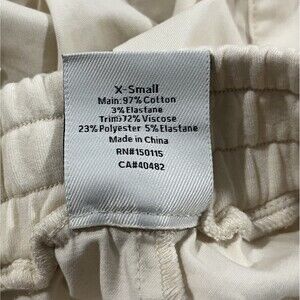 X-Small
Main: 97% Cotton
3% Elastane
Trim: 72% Viscose
23% Polyester 5% Elastane
Made in China
RN#150115
CA#40482